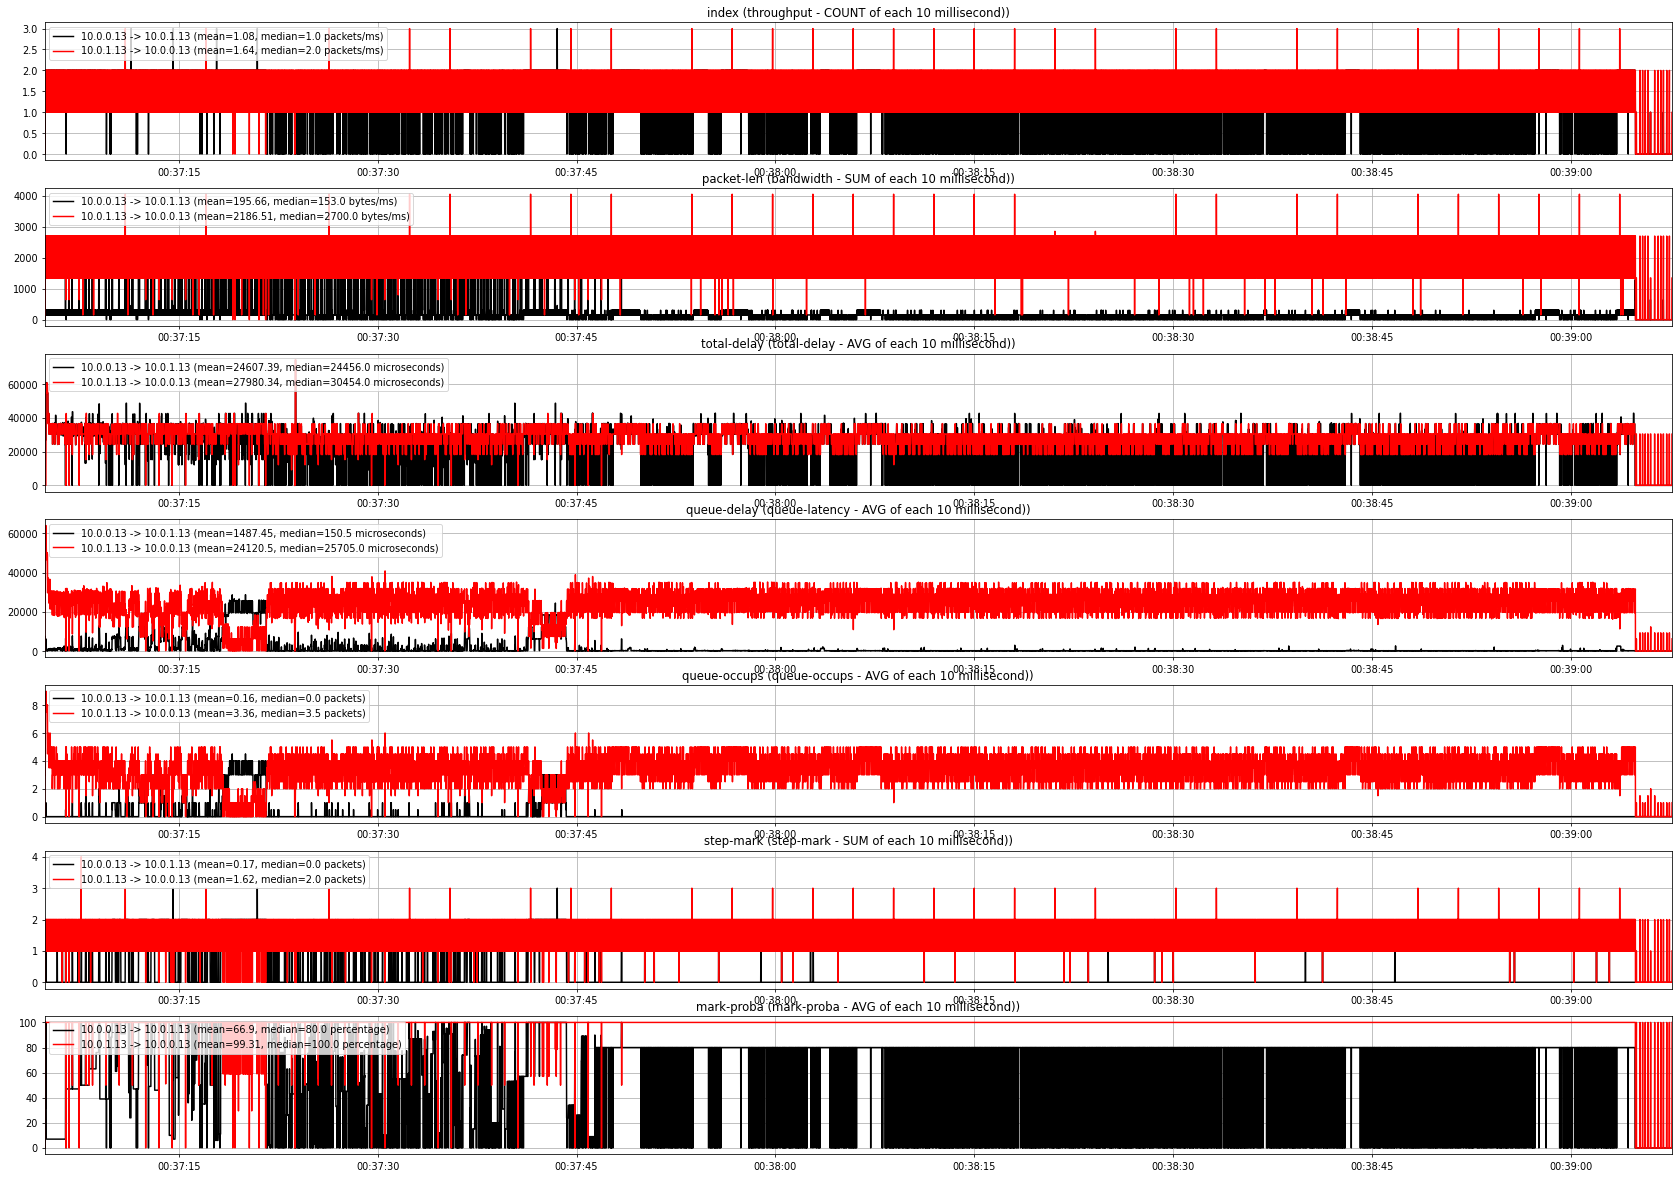 index (throughput - COUNT of each 10 millisecond))
10.0.0.13 -> 10.0.1.13 (mean=1.08, median=1.0 packets/ms)
10.0.1.13 -> 10.0.0.13 (mean=1.64, median=2.0 packets/ms)
3.0
2.5
2.0
1.5
1.0
0.5
0.0
00:37:15 00:37:30 00:37:45 00:38:00 00:38:15 00:38:30 00:38:45 00:39:00
packet-len (bandwidth - SUM of each 10 millisecond))
10.0.0.13 -> 10.0.1.13 (mean=195.66, median=153.0 bytes/ms)
10.0.1.13 -> 10.0.0.13 (mean=2186.51, median=2700.0 bytes/ms)
4000
3000
2000
1000
0
00:37:15 00:37:30 00:37:45 00:38:00 00:38:15 00:38:30 00:38:45 00:39:00
total-delay (total-delay - AVG of each 10 millisecond))
10.0.0.13 -> 10.0.1.13 (mean=24607.39, median=24456.0 microseconds)
10.0.1.13 -> 10.0.0.13 (mean=27980.34, median=30454.0 microseconds)
60000
40000
20000
0
00:37:15 00:37:30 00:37:45 00:38:00 00:38:15 00:38:30 00:38:45 00:39:00
queue-delay (queue-latency - AVG of each 10 millisecond))
10.0.0.13 -> 10.0.1.13 (mean=1487.45, median=150.5 microseconds)
10.0.1.13 -> 10.0.0.13 (mean=24120.5, median=25705.0 microseconds)
60000
40000
20000
0
00:37:15 00:37:30 00:37:45 00:38:00 00:38:15 00:38:30 00:38:45 00:39:00
queue-occups (queue-occups - AVG of each 10 millisecond))
10.0.0.13 -> 10.0.1.13 (mean=0.16, median=0.0 packets)
10.0.1.13 -> 10.0.0.13 (mean=3.36, median=3.5 packets)
8
6
4
2
0
00:37:15 00:37:30 00:37:45 00:38:00 00:38:15 00:38:30 00:38:45 00:39:00
step-mark (step-mark - SUM of each 10 millisecond))
10.0.0.13 -> 10.0.1.13 (mean=0.17, median=0.0 packets)
10.0.1.13 -> 10.0.0.13 (mean=1.62, median=2.0 packets)
4
3
2
1
0
00:37:15 00:37:30 00:37:45 00:38:00 00:38:15 00:38:30 00:38:45 00:39:00
mark-proba (mark-proba - AVG of each 10 millisecond))
10.0.0.13 -> 10.0.1.13 (mean=66.9, median=80.0 percentage)
10.0.1.13 -> 10.0.0.13 (mean=99.31, median=100.0 percentage)
100
80
60
40
20
0
00:37:15 00:37:30 00:37:45 00:38:00 00:38:15 00:38:30 00:38:45 00:39:00